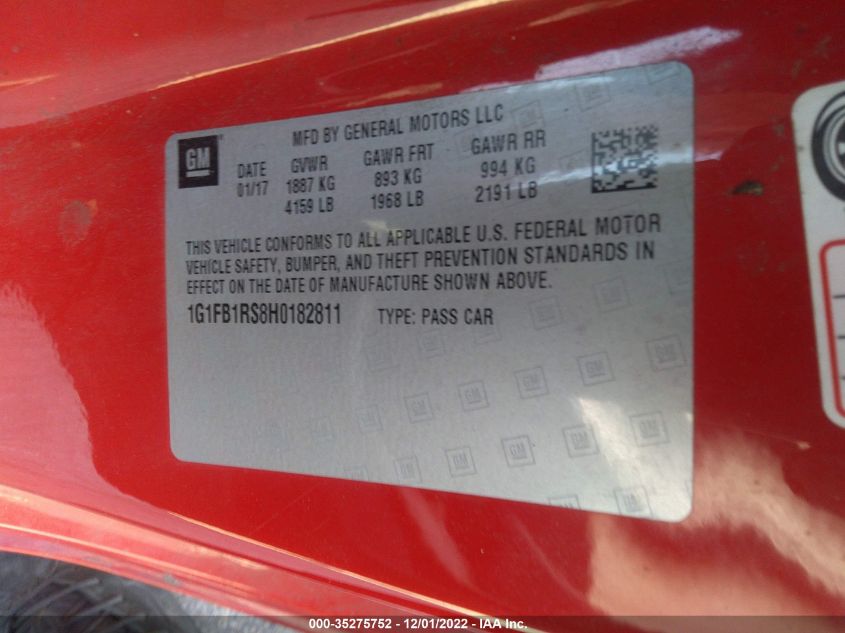 MFD BY GENERAL MOTORS LLC
GM
DATE GVWR GAWR FRT GAWR RR
01/17 1887 KG 893 KG 994 KG
4159 LB 1968 LB 2191 LB
THIS VEHICLE CONFORMS TO ALL APPLICABLE U.S. FEDERAL MOTOR
VEHICLE SAFETY, BUMPER, AND THEFT PREVENTION STANDARDS IN
EFFECT ON THE DATE OF MANUFACTURE SHOWN ABOVE.
1G1FB1RS8H0182811 TYPE: PASS CAR
000-35275752 - 12/01/2022 - IAA Inc.